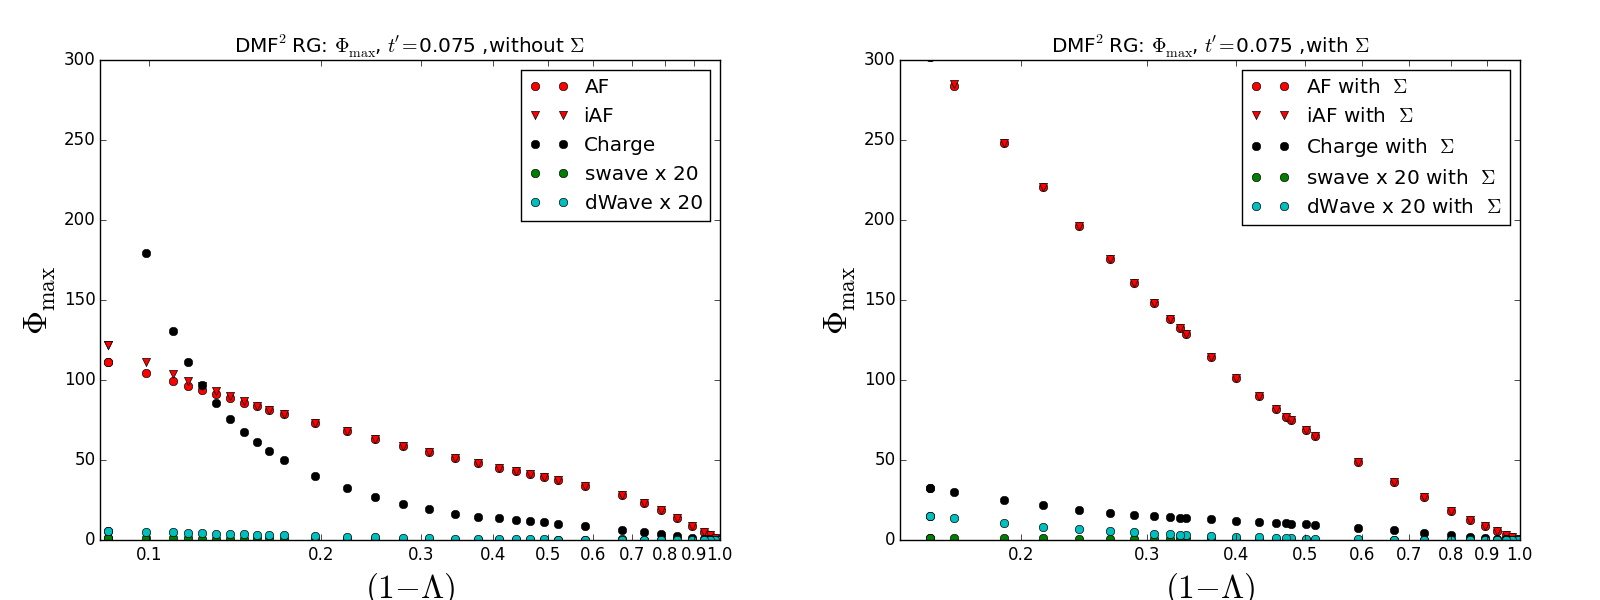 DMF² RG: Φmax, t′=0.075 ,without Σ
300
250
200
150
100
50
0
Φmax
0.1 0.2 0.3 0.4 0.5 0.6 0.7 0.8 0.9 1.0
(1−Λ)
AF
iAF
Charge
swave x 20
dWave x 20
DMF² RG: Φmax, t′=0.075 ,with Σ
300
250
200
150
100
50
0
Φmax
0.2 0.3 0.4 0.5 0.6 0.7 0.8 0.9 1.0
(1−Λ)
AF with Σ
iAF with Σ
Charge with Σ
swave x 20 with Σ
dWave x 20 with Σ